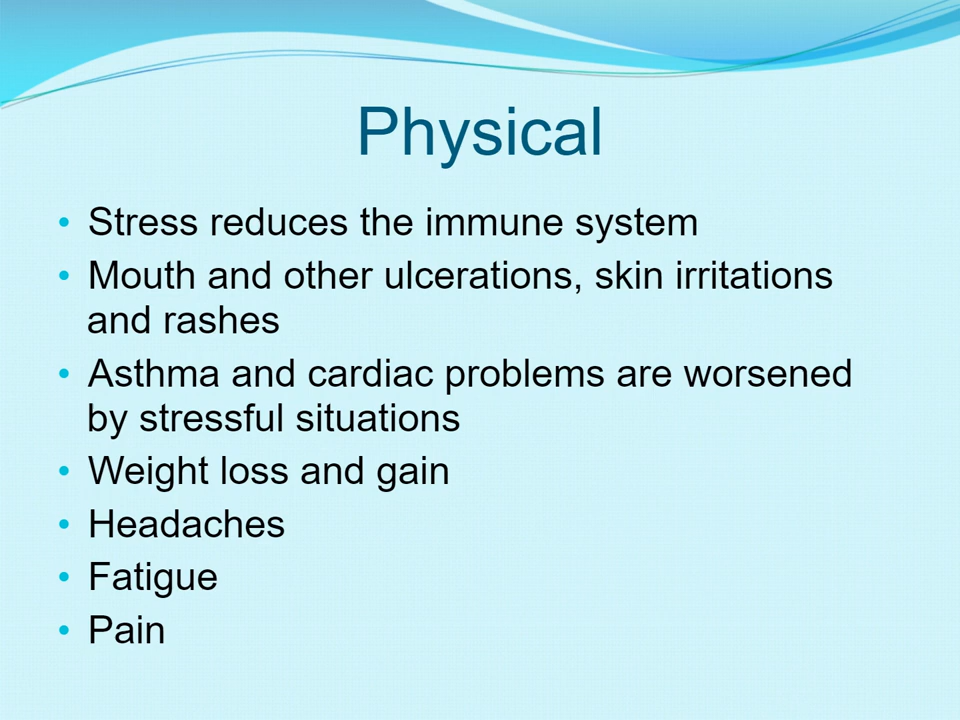 Physical
• Stress reduces the immune system
• Mouth and other ulcerations, skin irritations
and rashes
• Asthma and cardiac problems are worsened
by stressful situations
• Weight loss and gain
• Headaches
• Fatigue
• Pain